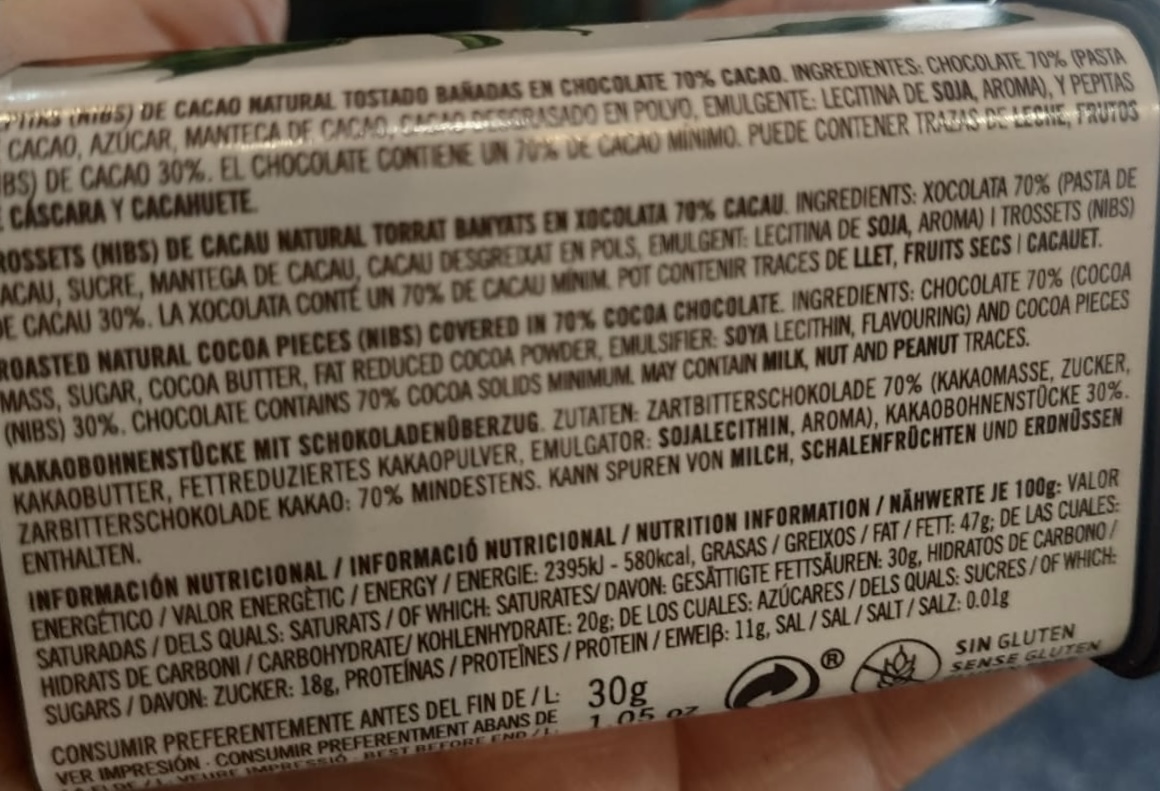 DE CACAO NATURAL TOSTADO BAÑADAS EN CHOCOLATE 70% CACAO. INGREDIENTES: CHOCOLATE 70% (PASTA
CACAO, AZÚCAR, MANTECA DE CACAO, CACAO DESGRASADO EN POLVO, EMULGENTE: LECITINA DE SOJA, AROMA), Y PEPITAS
BS) DE CACAO 30%. EL CHOCOLATE CONTIENE UN 70% DE CACAO MÍNIMO. PUEDE CONTENER TRAZAS DE LECHE, FRUTOS
CÁSCARA Y CACAHUETE.
ROSSETS (NIBS) DE CACAU NATURAL TORRAT BANYATS EN XOCOLATA 70% CACAU. INGREDIENTS: XOCOLATA 70% (PASTA DE
ACAU, SUCRE, MANTEGA DE CACAU, CACAU DESGREIXAT EN POLS, EMULGENT: LECITINA DE SOJA, AROMA) I TROSSETS (NIBS)
DE CACAU 30%. LA XOCOLATA CONTÉ UN 70% DE CACAU MÍNIM. POT CONTENIR TRACES DE LLET, FRUITS SECS I CACAUET.
ROASTED NATURAL COCOA PIECES (NIBS) COVERED IN 70% COCOA CHOCOLATE. INGREDIENTS: CHOCOLATE 70% (COCOA
MASS, SUGAR, COCOA BUTTER, FAT REDUCED COCOA POWDER, EMULSIFIER: SOYA LECITHIN, FLAVOURING) AND COCOA PIECES
(NIBS) 30%. CHOCOLATE CONTAINS 70% COCOA SOLIDS MINIMUM. MAY CONTAIN MILK, NUT AND PEANUT TRACES.
KAKAOBOHNENSTÜCKE MIT SCHOKOLADENÜBERZUG. ZUTATEN: ZARTBITTERSCHOKOLADE 70% (KAKAOMASSE, ZUCKER,
KAKAOBUTTER, FETTREDUZIERTES KAKAOPULVER, EMULGATOR: SOJALECITHIN, AROMA), KAKAOBOHNENSTÜCKE 30%.
ZARBITTERSCHOKOLADE KAKAO: 70% MINDESTENS. KANN SPUREN VON MILCH, SCHALENFRÜCHTEN UND ERDNÜSSEN
ENTHALTEN.
INFORMACIÓN NUTRICIONAL / INFORMACIÓ NUTRICIONAL / NUTRITION INFORMATION / NÄHWERTE JE 100g: VALOR
ENERGÉTICO / VALOR ENERGÈTIC / ENERGY / ENERGIE: 2395kJ - 580kcal, GRASAS / GREIXOS / FAT / FETT: 47g; DE LAS CUALES:
SATURADAS / DELS QUALS: SATURATS / OF WHICH: SATURATES/ DAVON: GESÄTTIGTE FETTSÄUREN: 30g, HIDRATOS DE CARBONO /
HIDRATS DE CARBONI / CARBOHYDRATE/ KOHLENHYDRATE: 20g; DE LOS CUALES: AZÚCARES / DELS QUALS: SUCRES / OF WHICH:
SUGARS / DAVON: ZUCKER: 18g, PROTEÍNAS / PROTEÏNES / PROTEIN / EIWEIß: 11g, SAL / SAL / SALT / SALZ: 0.01g
CONSUMIR PREFERENTEMENTE ANTES DEL FIN DE / L:
VER IMPRESIÓN · CONSUMIR PREFERENTMENT ABANS DE
VEURE IMPRESSIÓ · BEST BEFORE END / L:
30g
1.05 oz
®
SIN GLUTEN
SENSE GLUTEN